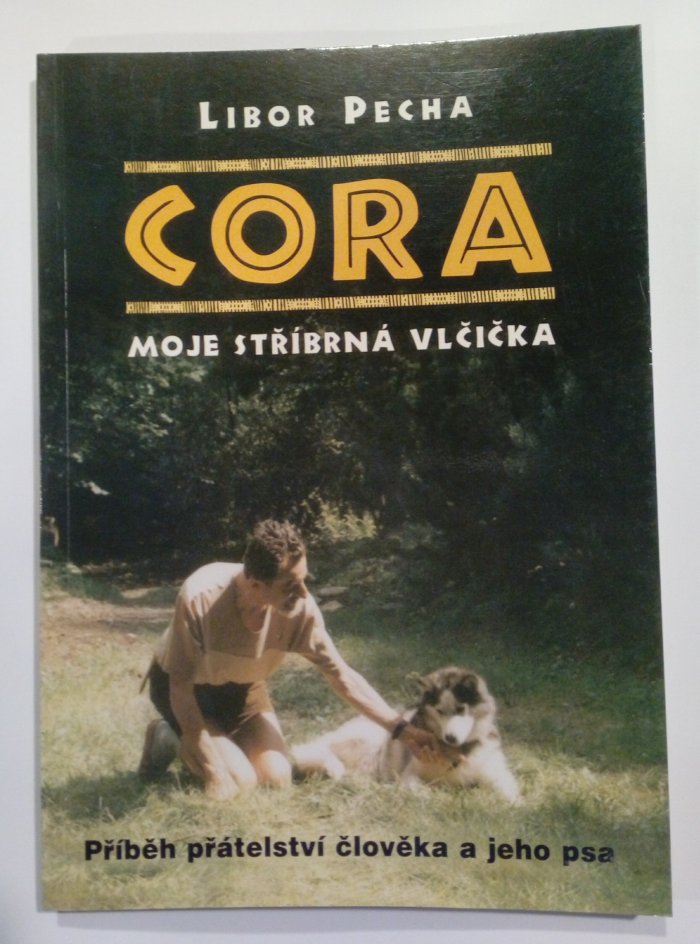 LIBOR PECHA
CORA
MOJE STŘÍBRNÁ VLČIČKA
Příběh přátelství člověka a jeho psa